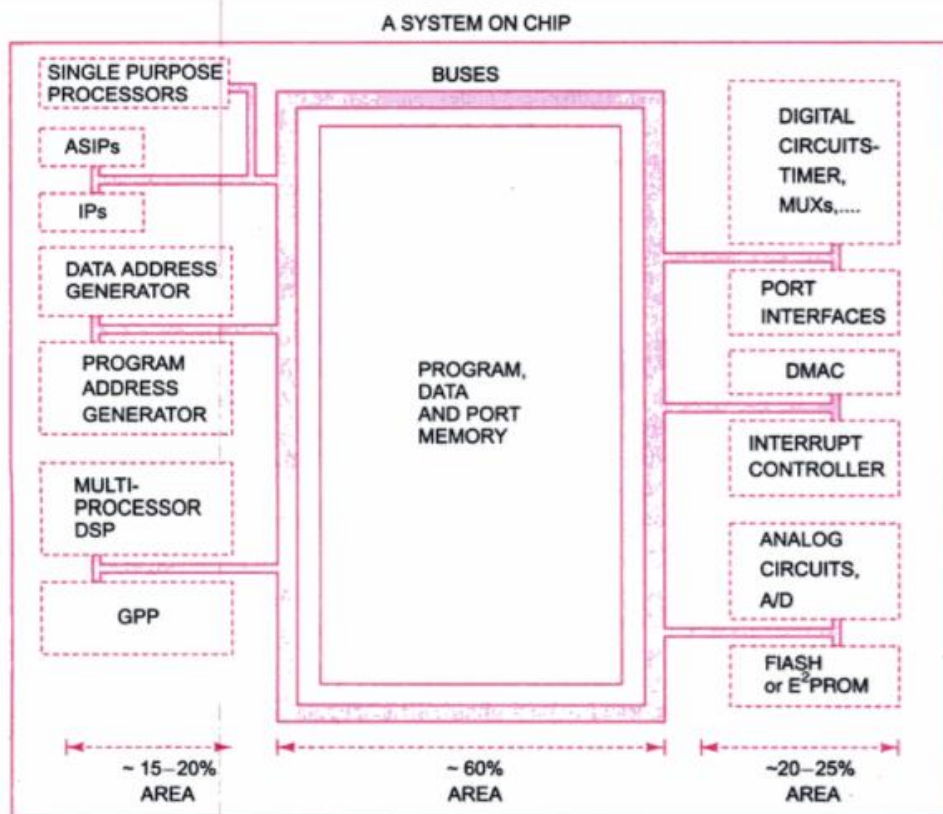 A SYSTEM ON CHIP
SINGLE PURPOSE
PROCESSORS
ASIPs
IPs
DATA ADDRESS
GENERATOR
PROGRAM
ADDRESS
GENERATOR
MULTI-
PROCESSOR
DSP
GPP
BUSES
PROGRAM,
DATA
AND PORT
MEMORY
DIGITAL
CIRCUITS-
TIMER,
MUXs,....
PORT
INTERFACES
DMAC
INTERRUPT
CONTROLLER
ANALOG
CIRCUITS,
A/D
FIASH
or E²PROM
~ 15–20%
AREA
~ 60%
AREA
~20–25%
AREA